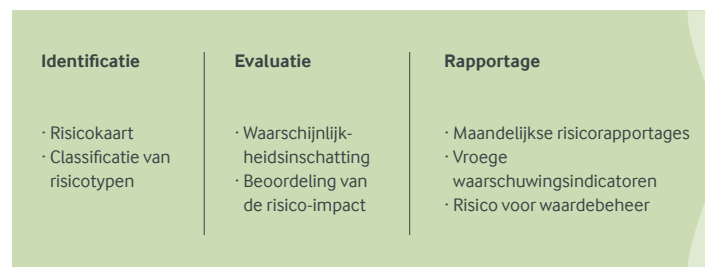 Identificatie
· Risicokaart
· Classificatie van
risicotypen
Evaluatie
· Waarschijnlijk-
heidsinschatting
· Beoordeling van
de risico-impact
Rapportage
· Maandelijkse risicorapportages
· Vroege
waarschuwingsindicatoren
· Risico voor waardebeheer